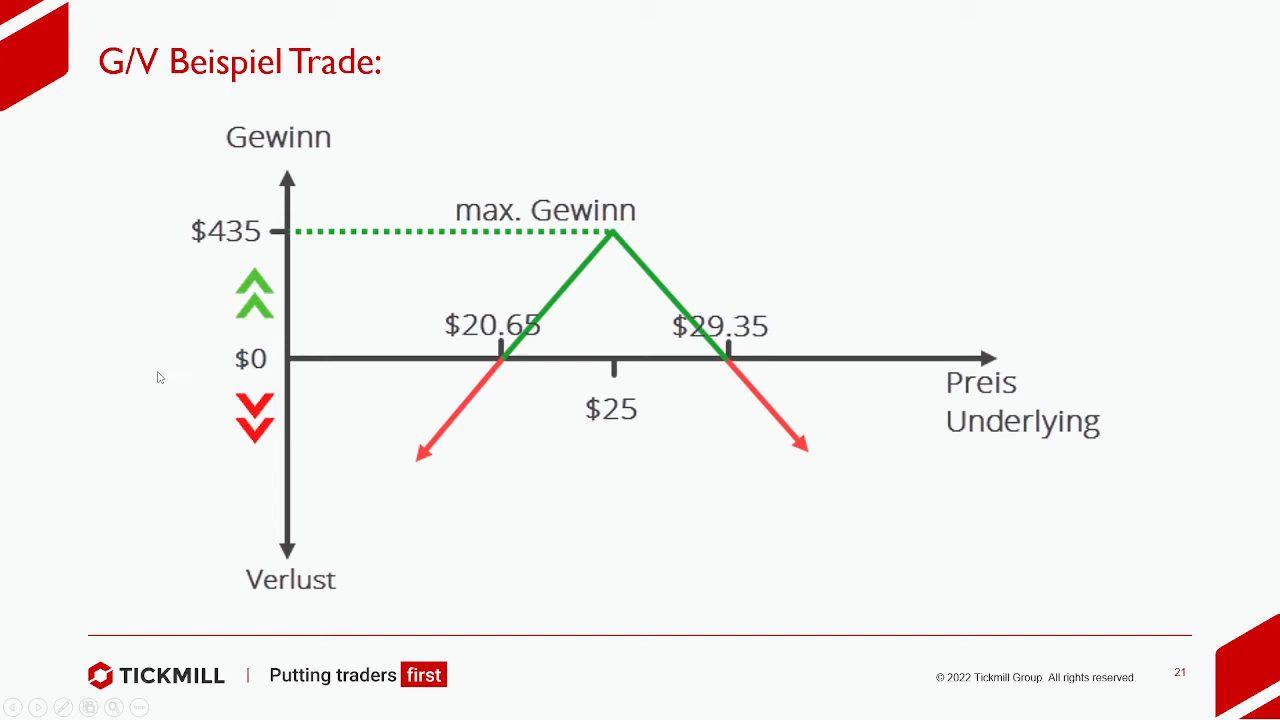 G/V Beispiel Trade:
Gewinn
max. Gewinn
$435
$20.65
$29.35
$0
$25
Preis
Underlying
Verlust
TICKMILL | Putting traders first
© 2022 Tickmill Group. All rights reserved.
21